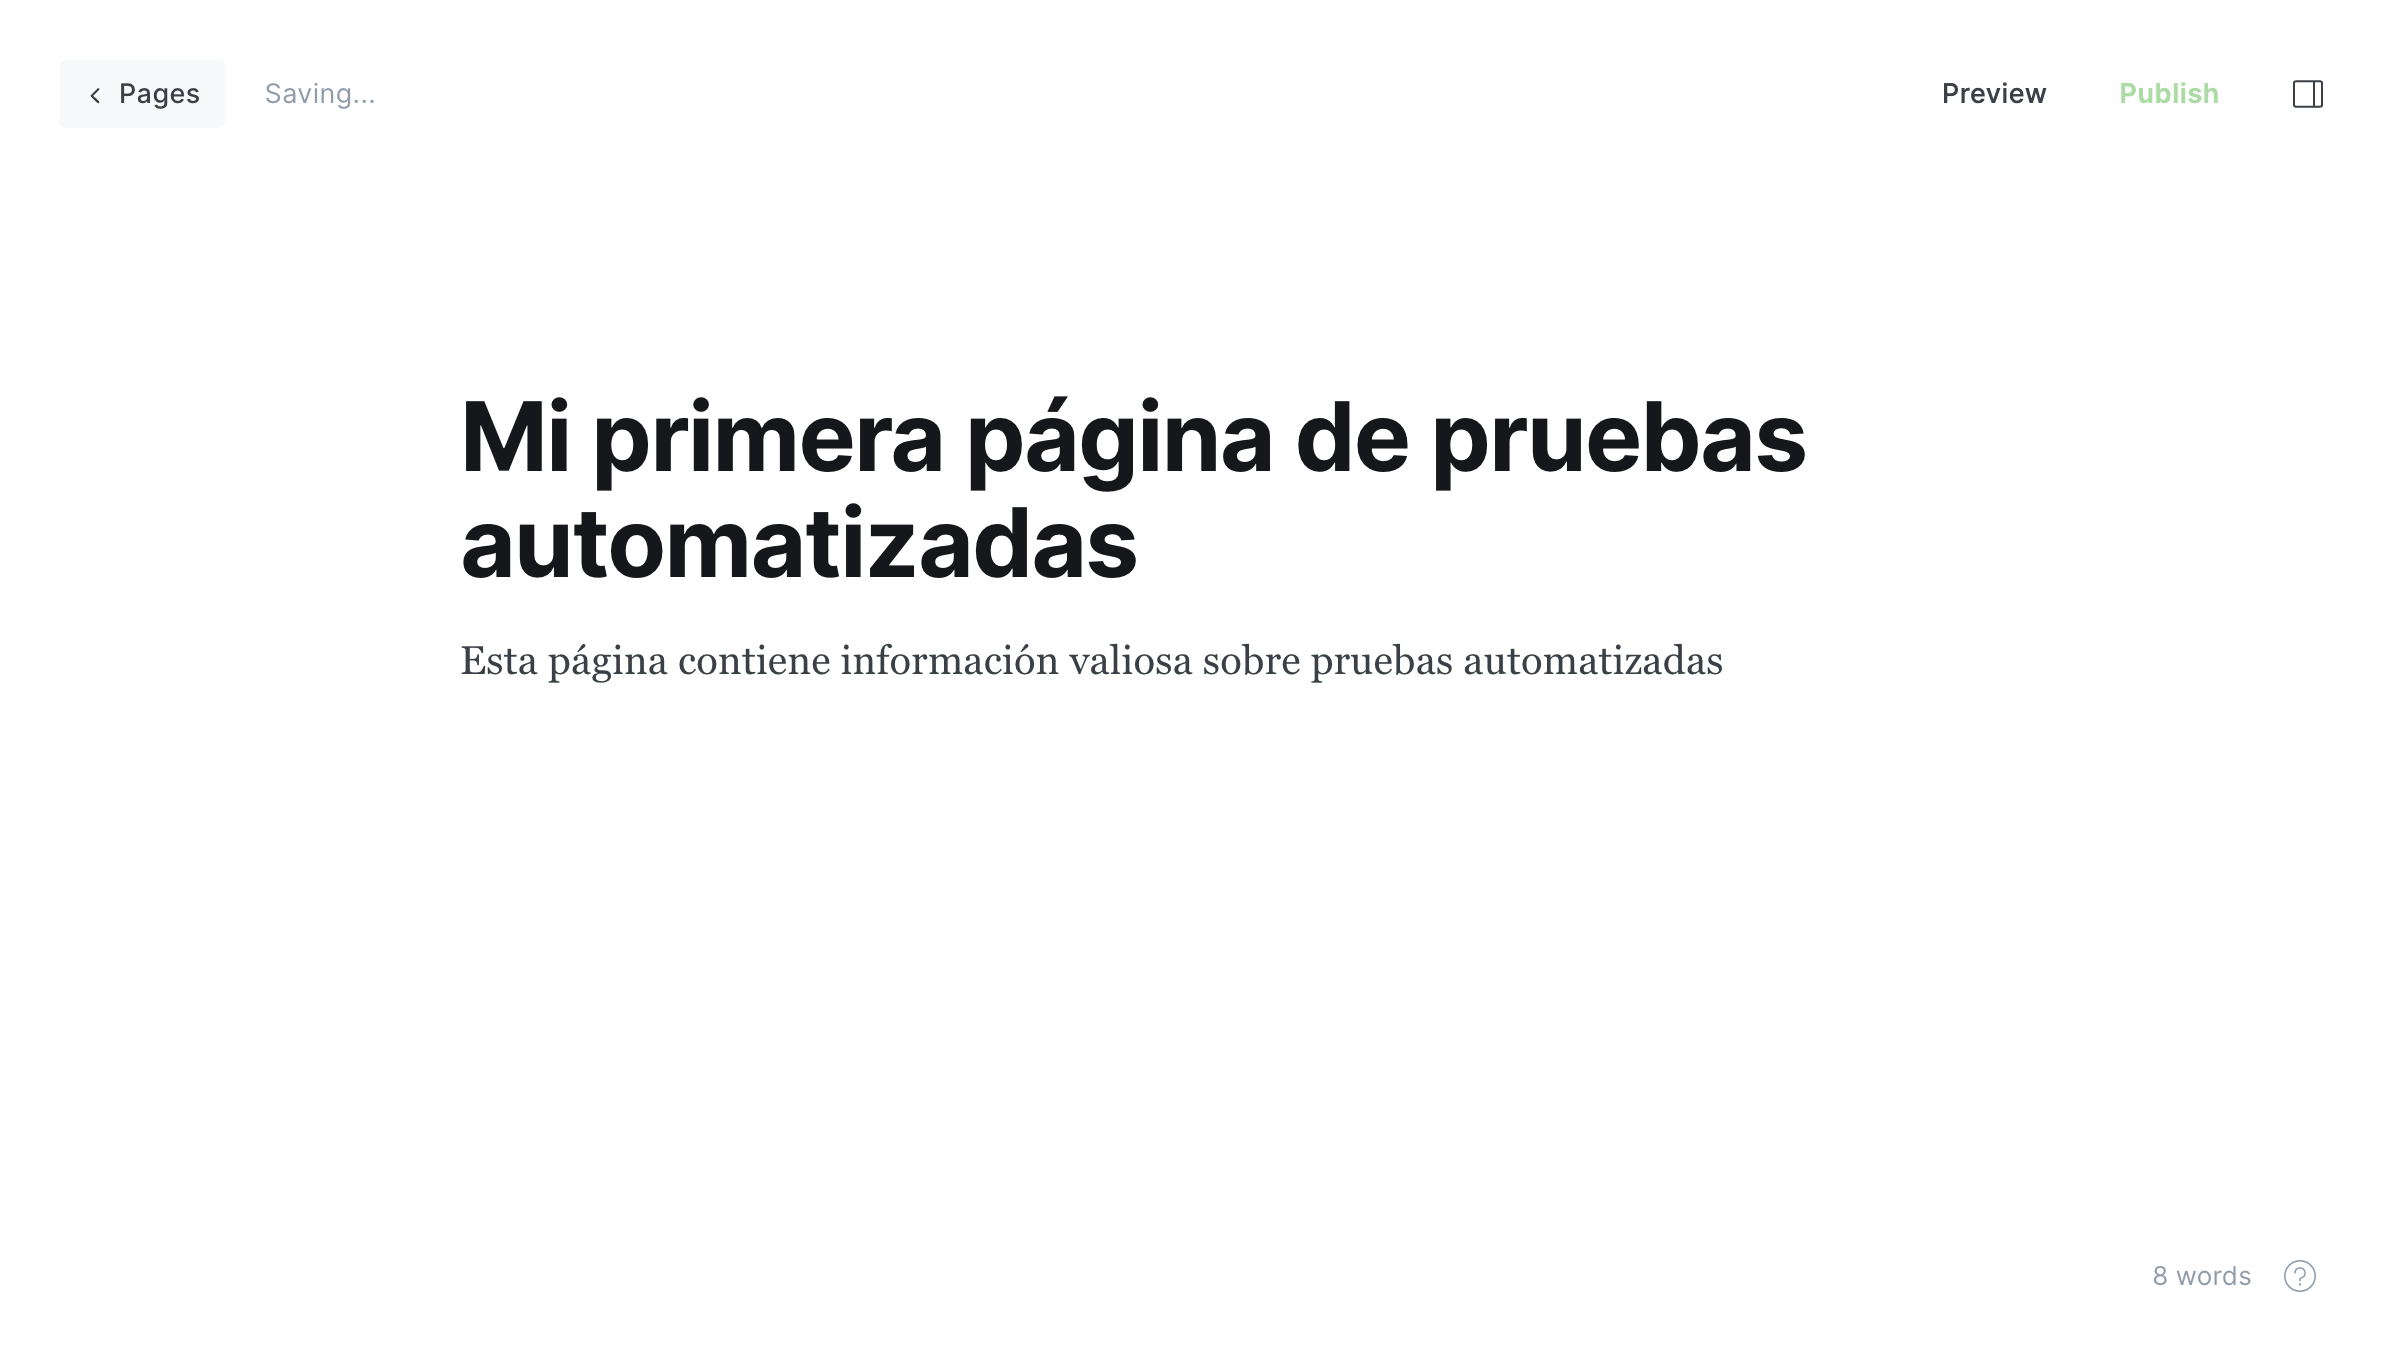 Pages
Saving...
Preview
Publish
Mi primera página de pruebas
automatizadas
Esta página contiene información valiosa sobre pruebas automatizadas
8 words
?